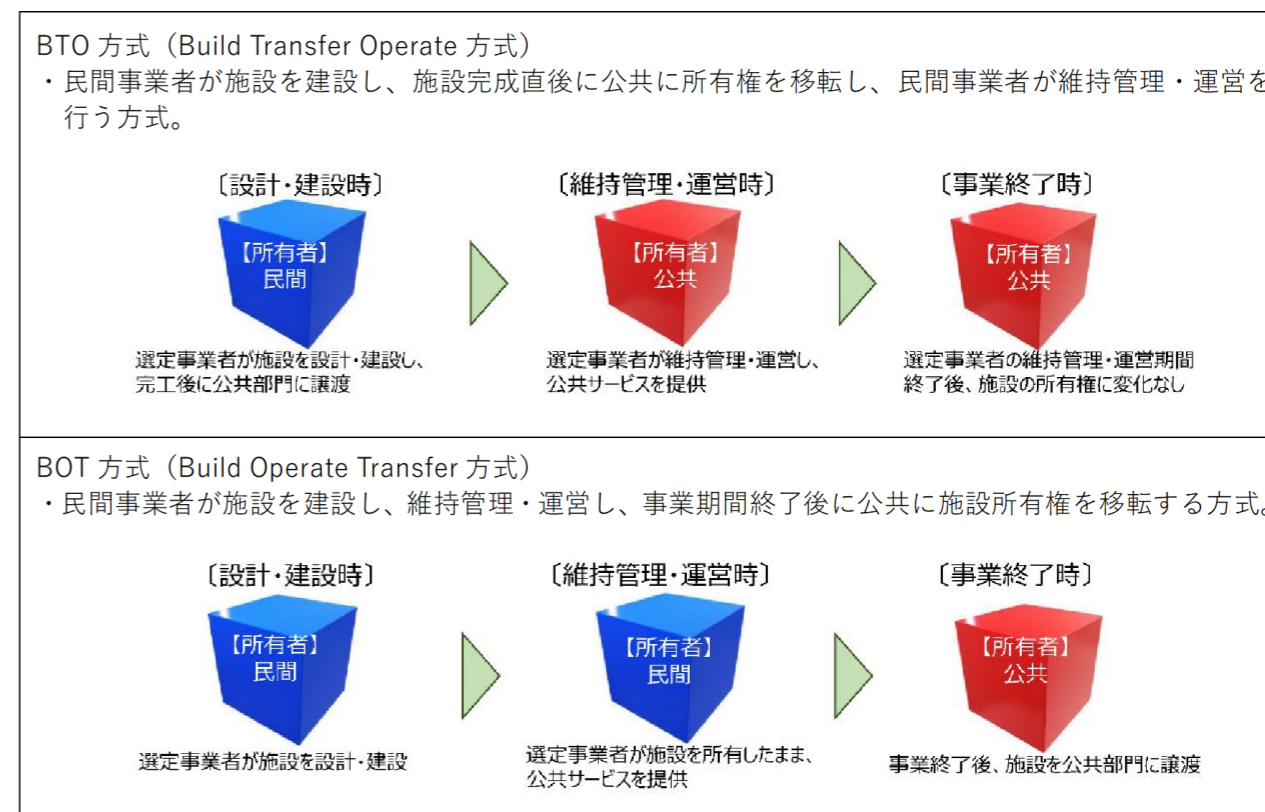 BTO 方式（Build Transfer Operate 方式）
・民間事業者が施設を建設し、施設完成直後に公共に所有権を移転し、民間事業者が維持管理・運営を
行う方式。
〔設計・建設時〕
〔維持管理・運営時〕
〔事業終了時〕
【所有者】
民間
【所有者】
公共
【所有者】
公共
選定事業者が施設を設計・建設し、
完工後に公共部門に譲渡
選定事業者が維持管理・運営し、
公共サービスを提供
選定事業者の維持管理・運営期間
終了後、施設の所有権に変化なし
BOT 方式（Build Operate Transfer 方式）
・民間事業者が施設を建設し、維持管理・運営し、事業期間終了後に公共に施設所有権を移転する方式。
〔設計・建設時〕
〔維持管理・運営時〕
〔事業終了時〕
【所有者】
民間
【所有者】
民間
【所有者】
公共
選定事業者が施設を設計・建設
選定事業者が施設を所有したまま、
公共サービスを提供
事業終了後、施設を公共部門に譲渡